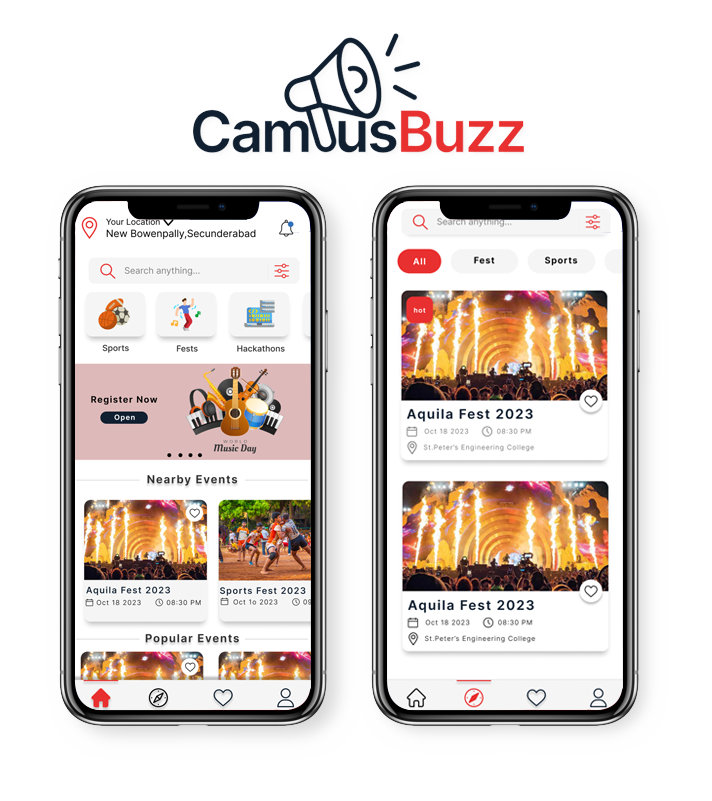 CampusBuzz
Your Location
New Bowenpally,Secunderabad
Search anything...
Sports
Fests
Hackathons
Register Now
Open
WORLD
Music Day
Nearby Events
Aquila Fest 2023
Oct 18 2023
08:30 PM
Sports Fest 2023
Oct 1o 2023
Popular Events
Search anything...
All
Fest
Sports
hot
Aquila Fest 2023
Oct 18 2023
08:30 PM
St.Peter's Engineering College
Aquila Fest 2023
Oct 18 2023
08:30 PM
St.Peter's Engineering College